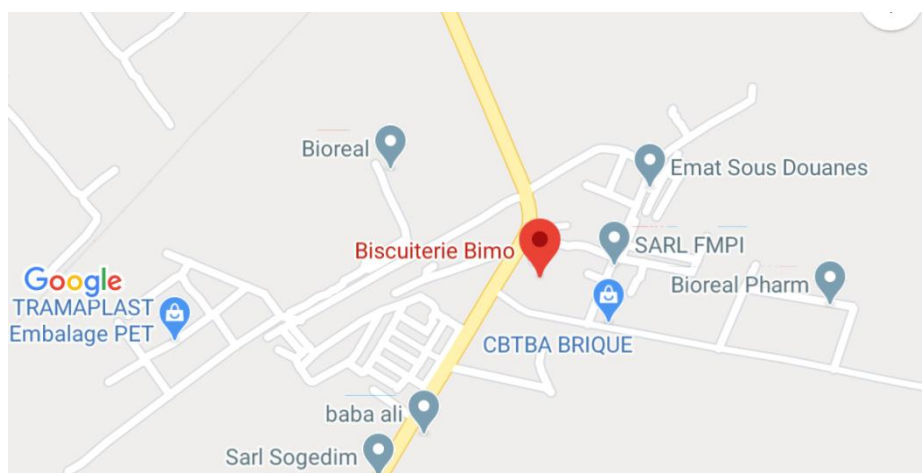 Bioreal
Emat Sous Douanes
Biscuiterie Bimo
SARL FMPI
Google
Bioreal Pharm
TRAMAPLAST
Embalage PET
CBTBA BRIQUE
baba ali
Sarl Sogedim